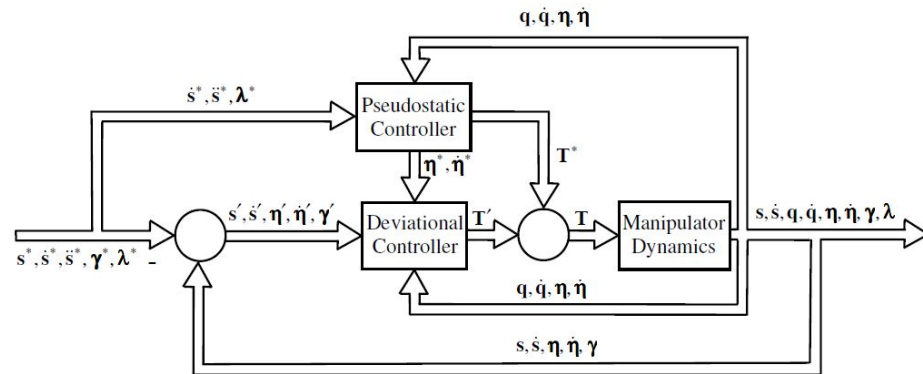 q, q̇, η, η̇
ṡ*, s̈*, λ*
Pseudostatic
Controller
T*
η*, η̇*
s′, ṡ′, η′, η̇′, γ′
Deviational
Controller
T′
T
Manipulator
Dynamics
s, ṡ, q, q̇, η, η̇, γ, λ
s*, ṡ*, s̈*, γ*, λ* -
q, q̇, η, η̇
s, ṡ, η, η̇, γ